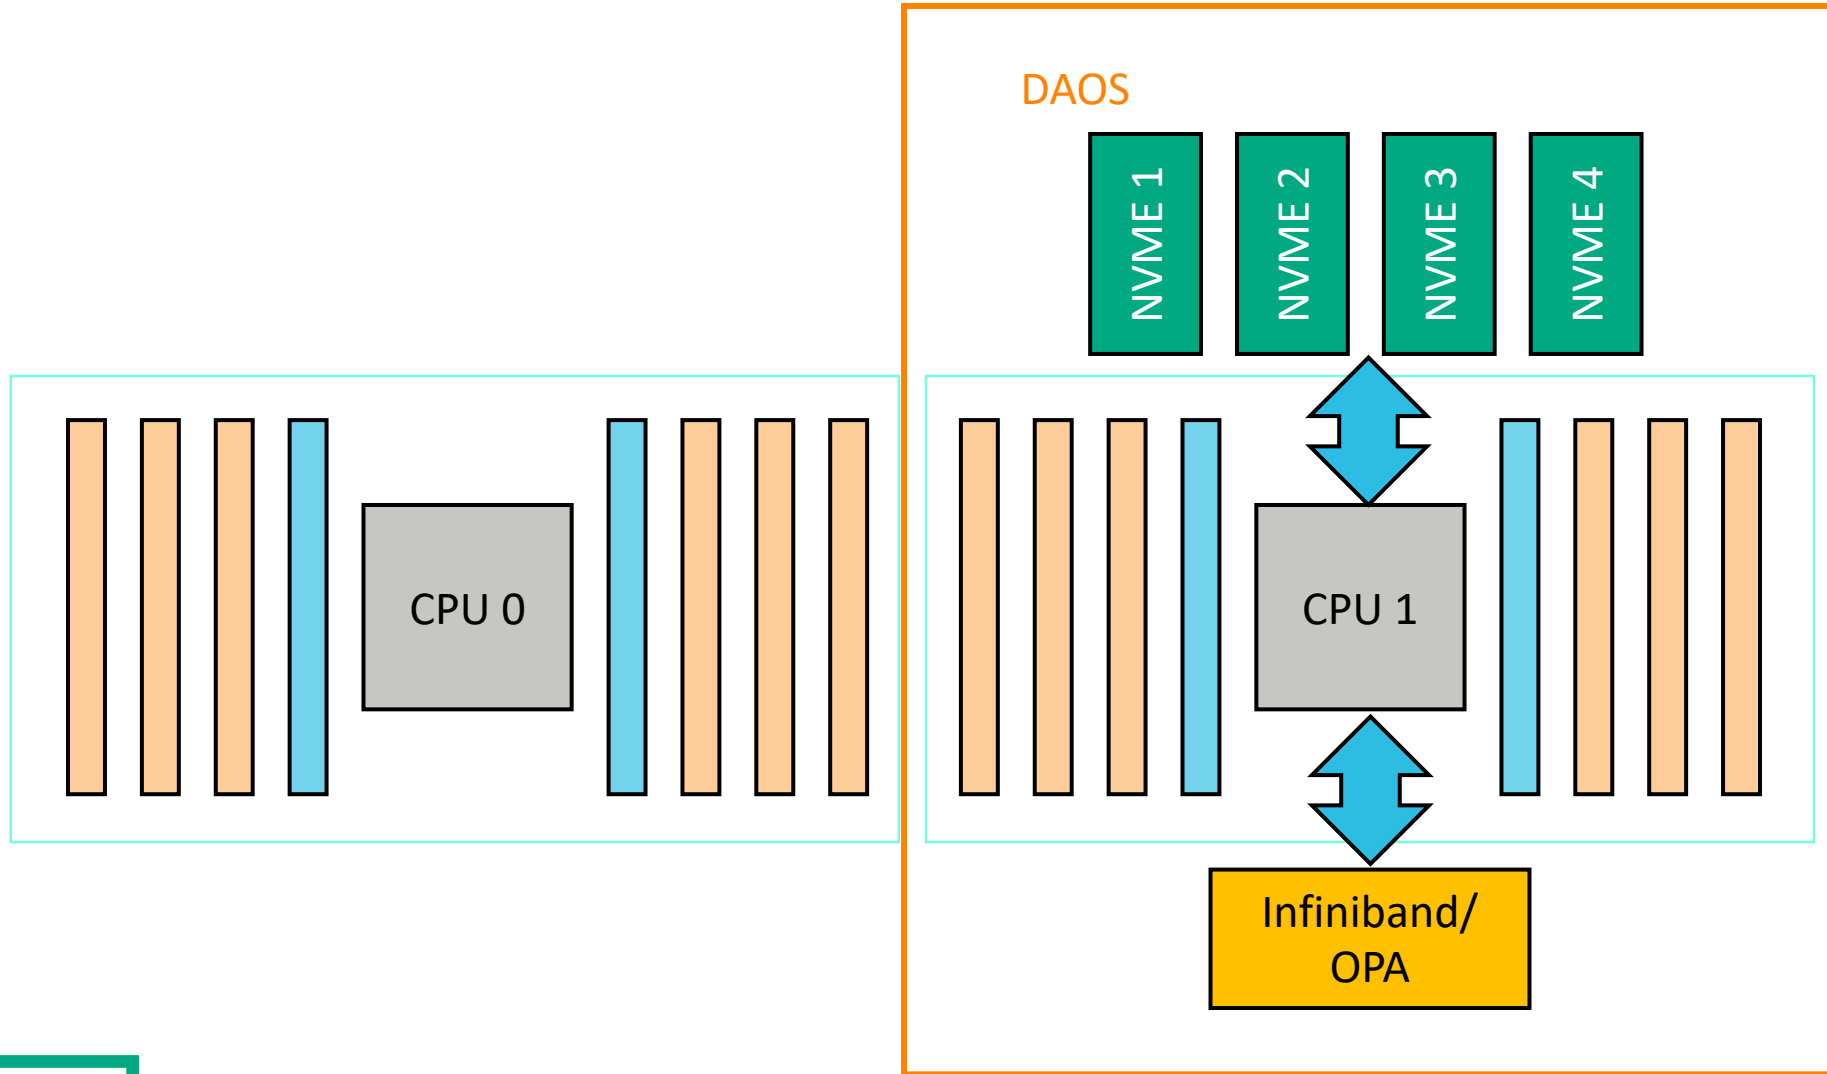 DAOS
NVME 1
NVME 2
NVME 3
NVME 4
CPU 0
CPU 1
Infiniband/
OPA